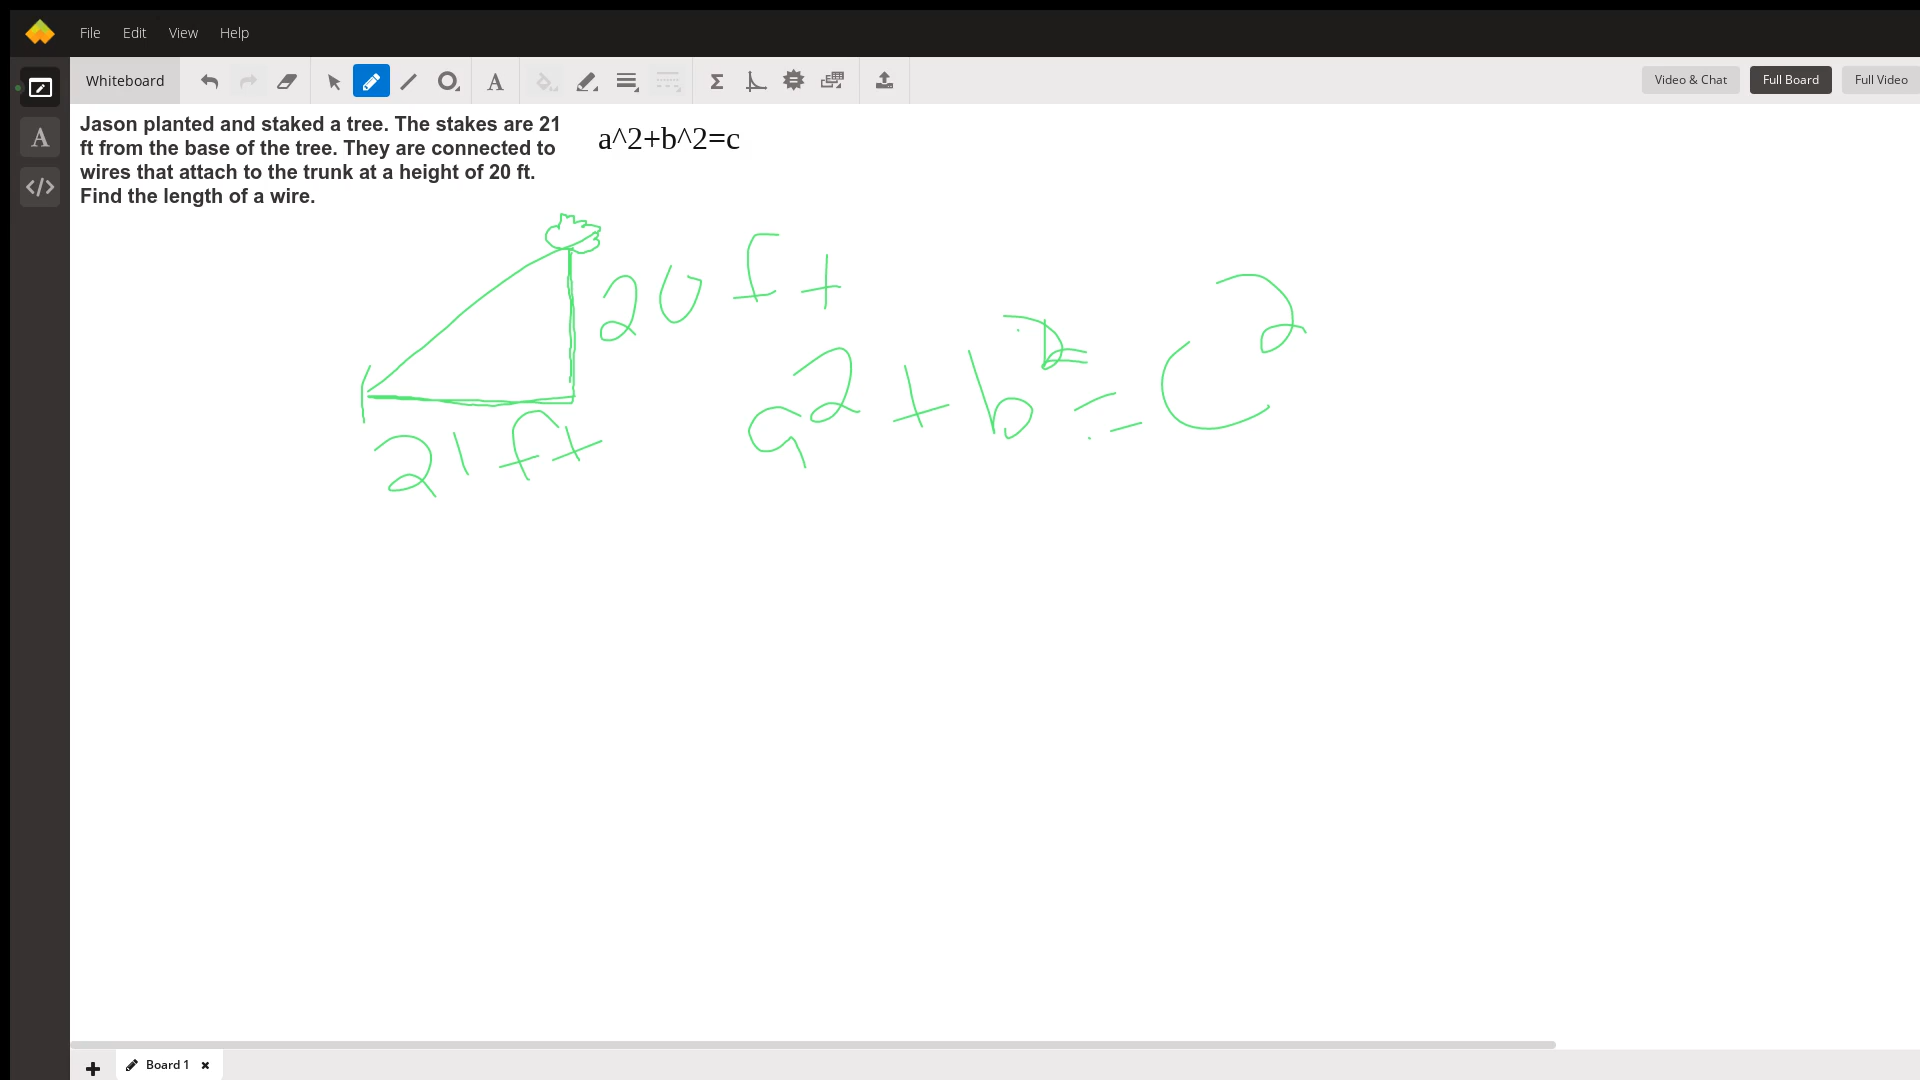 File Edit View Help
Whiteboard
A
Σ
Video & Chat Full Board Full Video
A
</>
Jason planted and staked a tree. The stakes are 21
ft from the base of the tree. They are connected to
wires that attach to the trunk at a height of 20 ft.
Find the length of a wire.
a^2+b^2=c
20 ft
a² + b² = c²
21 ft
Board 1